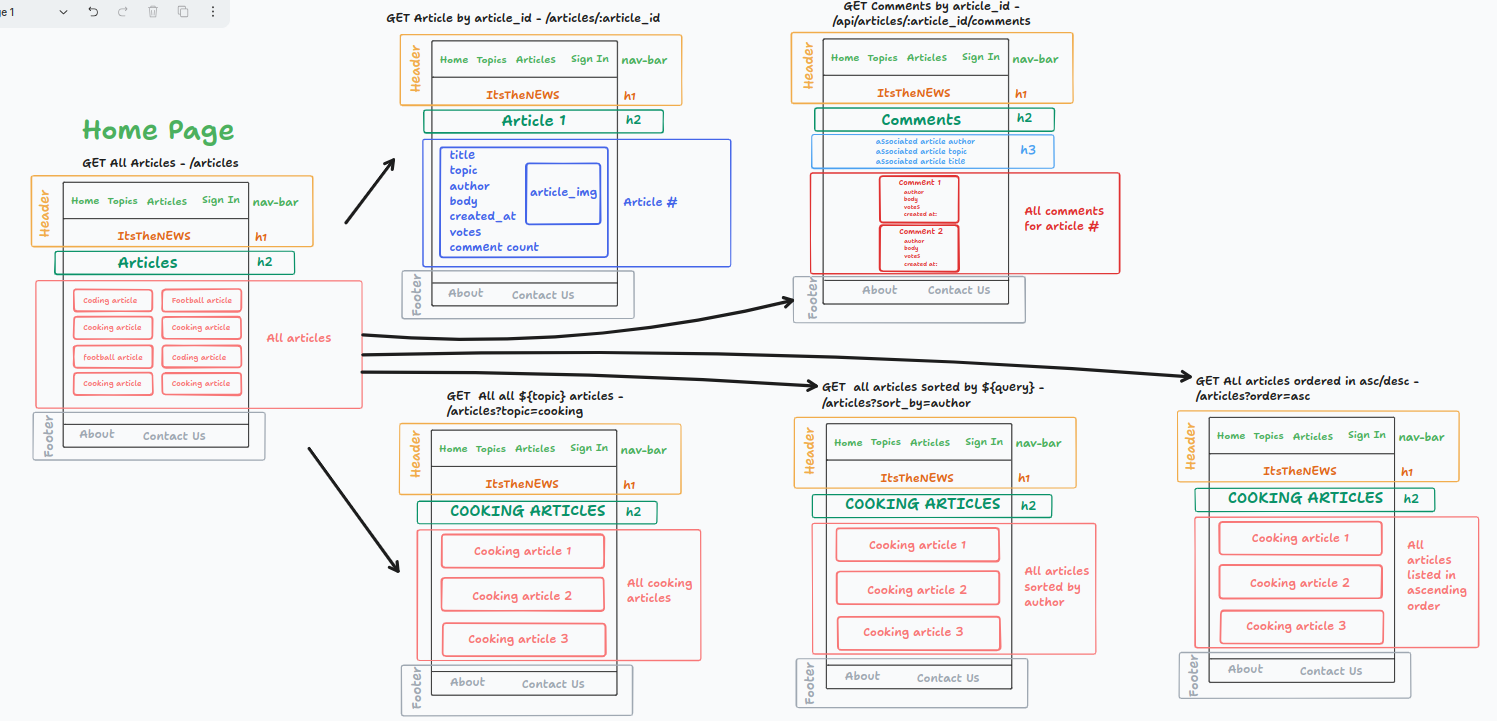 Page 1
Home Page
GET All Articles - /articles
Header
Home Topics Articles Sign In nav-bar
ItsTheNEWS h1
Articles h2
Coding article Football article
Cooking article Cooking article
football article Coding article
Cooking article Cooking article
All articles
Footer
About Contact Us
GET Article by article_id - /articles/:article_id
Header
Home Topics Articles Sign In nav-bar
ItsTheNEWS h1
Article 1 h2
title
topic
author
body
created_at
votes
comment count
article_img
Article #
Footer
About Contact Us
GET Comments by article_id -
/api/articles/:article_id/comments
Header
Home Topics Articles Sign In nav-bar
ItsTheNEWS h1
Comments h2
associated article author
associated article topic
associated article title
h3
Comment 1
author
body
votes
created at:
Comment 2
author
body
votes
created at:
All comments
for article #
Footer
About Contact Us
GET All all ${topic} articles -
/articles?topic=cooking
Header
Home Topics Articles Sign In nav-bar
ItsTheNEWS h1
COOKING ARTICLES h2
Cooking article 1
Cooking article 2
Cooking article 3
All cooking
articles
Footer
About Contact Us
GET all articles sorted by ${query} -
/articles?sort_by=author
Header
Home Topics Articles Sign In nav-bar
ItsTheNEWS h1
COOKING ARTICLES h2
Cooking article 1
Cooking article 2
Cooking article 3
All articles
sorted by
author
Footer
About Contact Us
GET All articles ordered in asc/desc -
/articles?order=asc
Header
Home Topics Articles Sign In nav-bar
ItsTheNEWS h1
COOKING ARTICLES h2
Cooking article 1
Cooking article 2
Cooking article 3
All
articles
listed in
ascending
order
Footer
About Contact Us